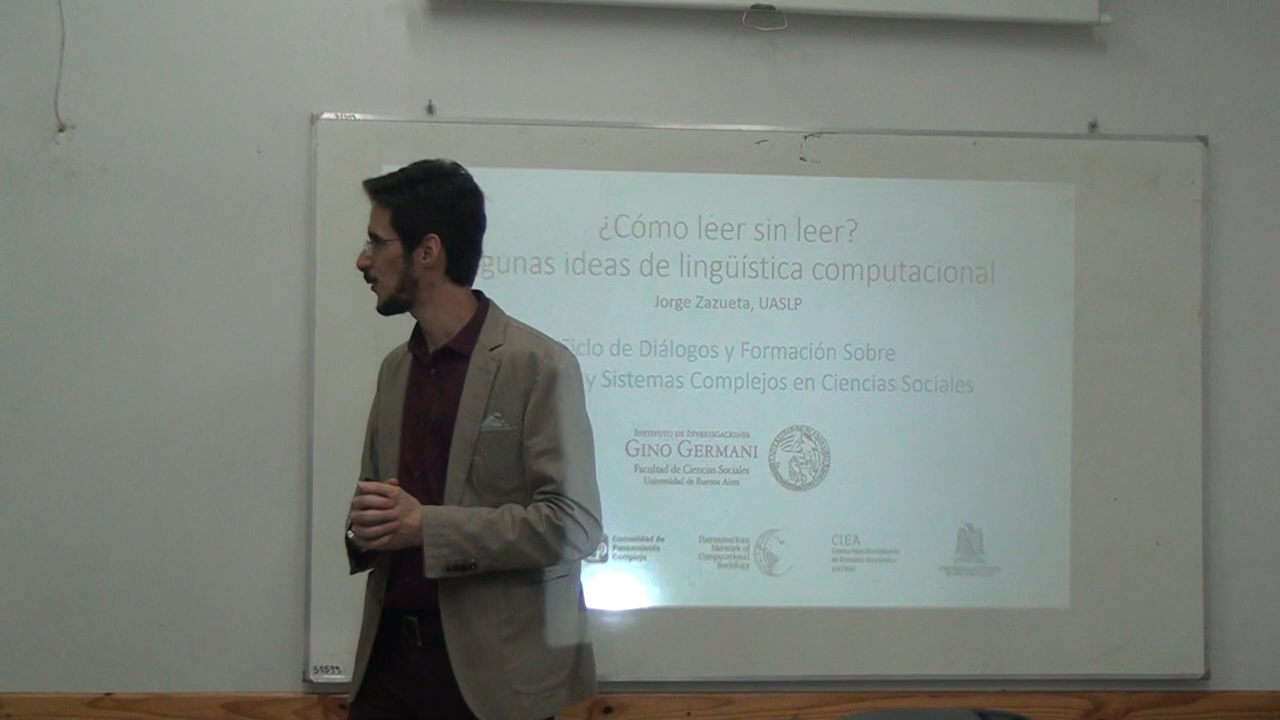 ¿Cómo leer sin leer?
gunas ideas de lingüística computacional
Jorge Zazueta, UASLP
Ciclo de Diálogos y Formación Sobre
y Sistemas Complejos en Ciencias Sociales
Instituto de Investigaciones
Gino Germani
Facultad de Ciencias Sociales
Universidad de Buenos Aires
Comunidad de
Pensamiento
Complejo
Iberoamerican
Network of
Computational
Sociology
CIEA